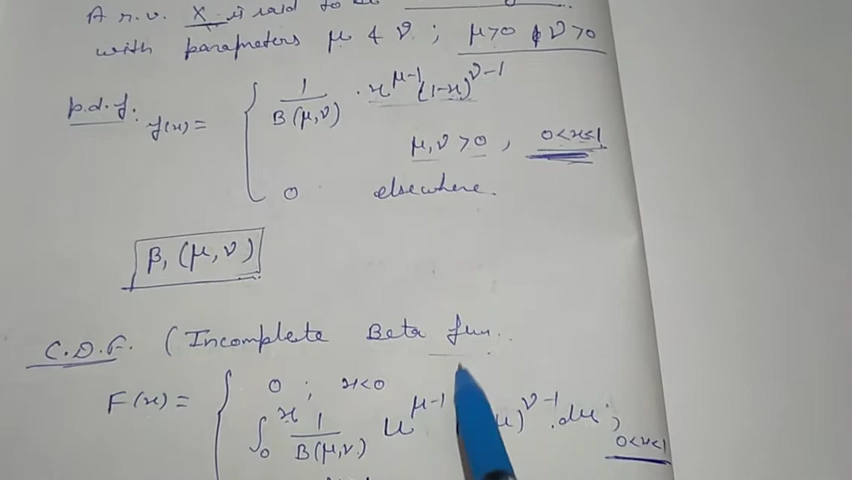 A r.v. X is said to
with parameters μ & ν ; μ>0 & ν>0
p.d.f. f(x) = { 1/B(μ,ν) · x^(μ-1) (1-x)^(ν-1)
μ,ν >0 , 0<x<1
0 elsewhere.
β₁ (μ, ν)
C.D.F. (Incomplete Beta fun..
F(x) = { 0 ; x<0
∫₀ˣ 1/B(μ,ν) u^(μ-1) u)^(ν-1) .du ;
0<x<1